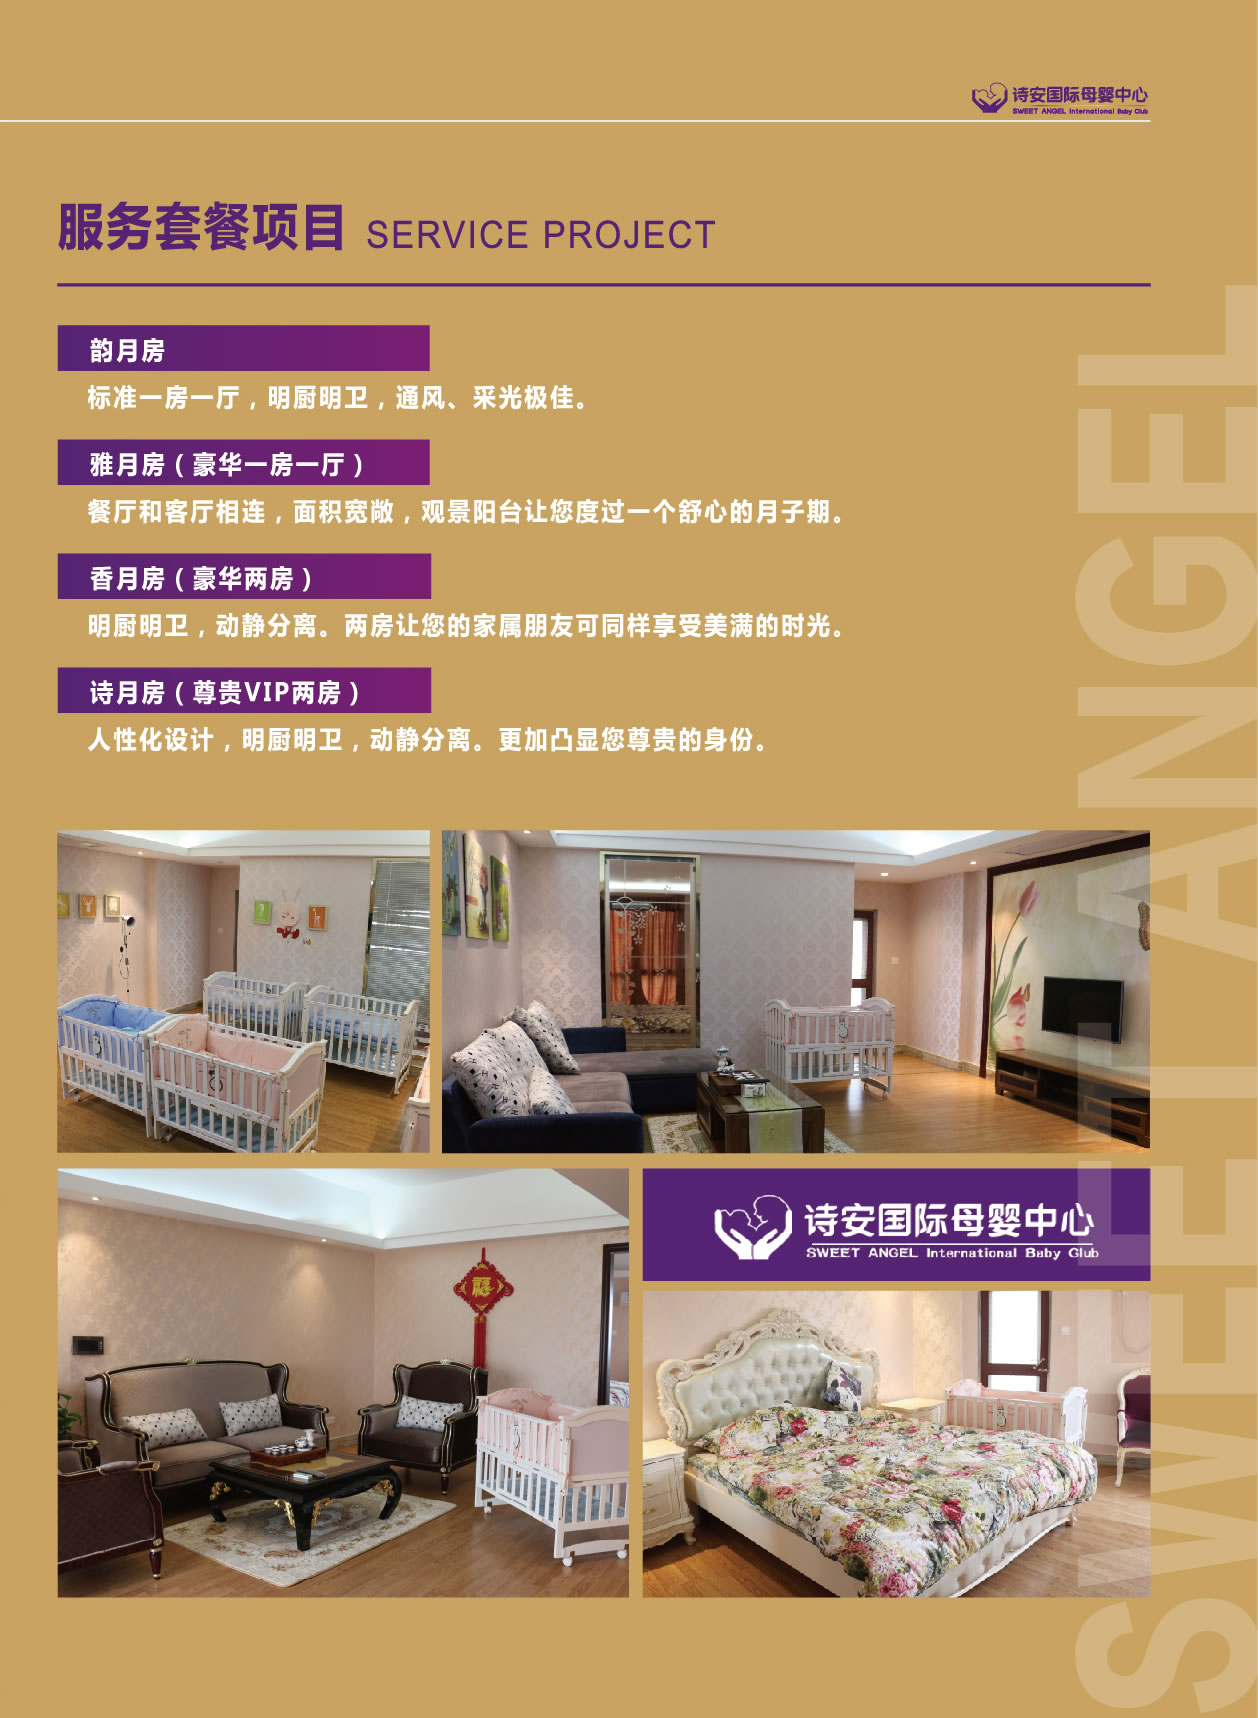 诗安国际母婴中心
SWEET ANGEL International Baby Club
服务套餐项目 SERVICE PROJECT
韵月房
标准一房一厅，明厨明卫，通风、采光极佳。
雅月房（豪华一房一厅）
餐厅和客厅相连，面积宽敞，观景阳台让您度过一个舒心的月子期。
香月房（豪华两房）
明厨明卫，动静分离。两房让您的家属朋友可同样享受美满的时光。
诗月房（尊贵VIP两房）
人性化设计，明厨明卫，动静分离。更加凸显您尊贵的身份。
福
诗安国际母婴中心
SWEET ANGEL International Baby Club
SWEET ANGEL